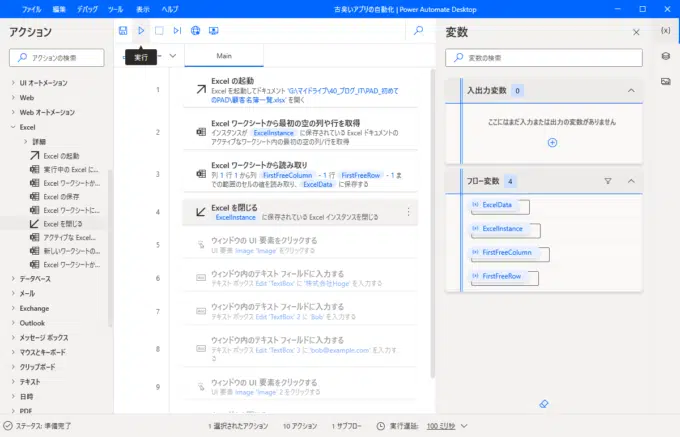 ファイル 編集 デバッグ ツール 表示 ヘルプ 古臭いアプリの自動化 | Power Automate Desktop
アクション
アクションの検索
UI オートメーション
Web
Web オートメーション
Excel
詳細
Excel の起動
実行中の Excel に...
Excel ワークシートか...
Excel の保存
Excel ワークシートに...
Excel を閉じる
アクティブな Excel...
新しいワークシートの...
Excel ワークシートか...
データベース
メール
Exchange
Outlook
メッセージ ボックス
マウスとキーボード
クリップボード
テキスト
日時
PDF
実行
Main
1
Excel の起動
Excel を起動してドキュメント 'G:\マイドライブ\40_ブログ_IT\PAD_初めて
のPAD\顧客名簿一覧.xlsx' を開く
2
Excel ワークシートから最初の空の列や行を取得
インスタンスが ExcelInstance に保存されている Excel ドキュメントの
アクティブなワークシート内の最初の空の列/行を取得
3
Excel ワークシートから読み取り
列 1 行 1 から列 FirstFreeColumn - 1 行 FirstFreeRow - 1 ま
での範囲のセルの値を読み取り、 ExcelData に保存する
4
Excel を閉じる
ExcelInstance に保存されている Excel インスタンスを閉じる
5
ウィンドウの UI 要素をクリックする
UI 要素 Image 'Image' をクリックする
6
ウィンドウ内のテキスト フィールドに入力する
テキスト ボックス Edit 'TextBox' に '株式会社Hoge' を入力する
7
ウィンドウ内のテキスト フィールドに入力する
テキスト ボックス Edit 'TextBox' 2 に 'Bob' を入力する
8
ウィンドウ内のテキスト フィールドに入力する
テキスト ボックス Edit 'TextBox' 3 に 'bob@example.com' を入力す
る
9
ウィンドウの UI 要素をクリックする
UI 要素 Image 'Image' 2 をクリックする
変数
変数の検索
入出力変数 0
ここにはまだ入力または出力の変数がありません
フロー変数 4
(x) ExcelData
(x) ExcelInstance
(x) FirstFreeColumn
(x) FirstFreeRow
{x}
ステータス: 準備完了 1 選択されたアクション 10 アクション 1 サブフロー 実行遅延: 100 ミリ秒